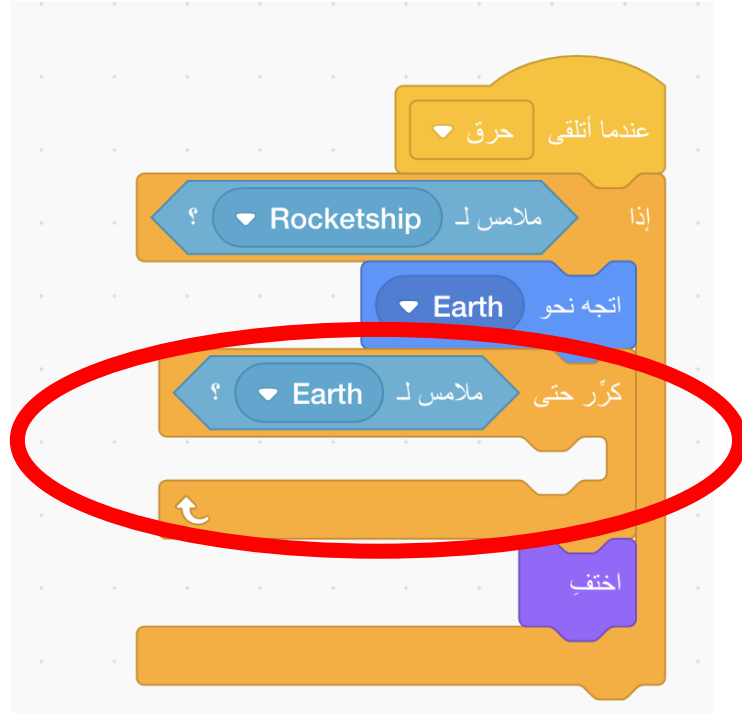 عندما أتلقى حرق
إذا ملامس لـ Rocketship ؟
اتجه نحو Earth
كرِّر حتى ملامس لـ Earth ؟
اختفِ